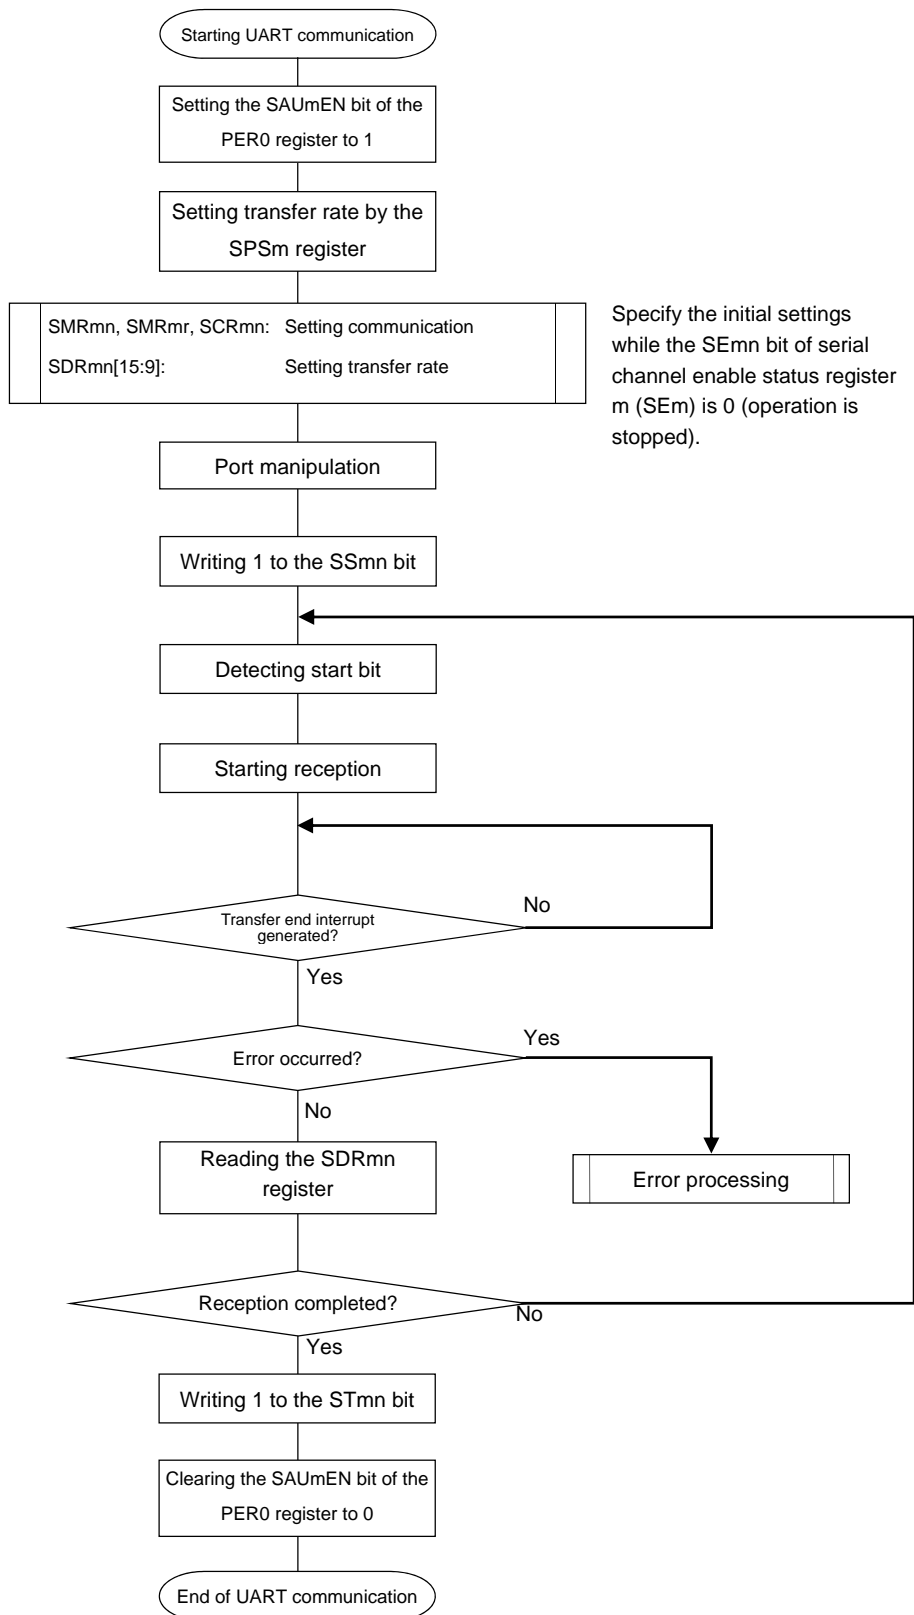 Starting UART communication
Setting the SAUmEN bit of the
PER0 register to 1
Setting transfer rate by the
SPSm register
SMRmn, SMRmr, SCRmn: Setting communication
SDRmn[15:9]: Setting transfer rate
Specify the initial settings
while the SEmn bit of serial
channel enable status register
m (SEm) is 0 (operation is
stopped).
Port manipulation
Writing 1 to the SSmn bit
Detecting start bit
Starting reception
Transfer end interrupt
generated?
No
Yes
Error occurred?
Yes
No
Reading the SDRmn
register
Error processing
Reception completed?
No
Yes
Writing 1 to the STmn bit
Clearing the SAUmEN bit of the
PER0 register to 0
End of UART communication